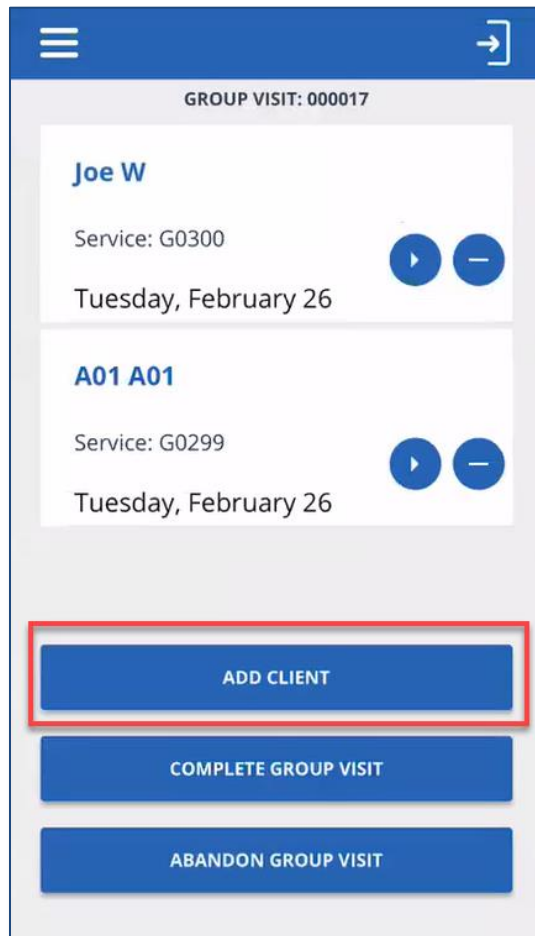 GROUP VISIT: 000017
Joe W
Service: G0300
Tuesday, February 26
A01 A01
Service: G0299
Tuesday, February 26
ADD CLIENT
COMPLETE GROUP VISIT
ABANDON GROUP VISIT